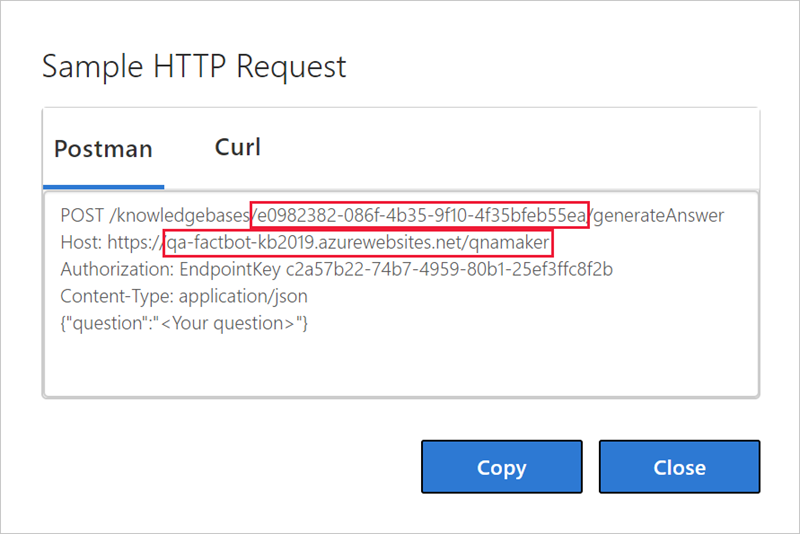 Sample HTTP Request
Postman
Curl
POST /knowledgebases/e0982382-086f-4b35-9f10-4f35bfeb55ea/generateAnswer
Host: https://qa-factbot-kb2019.azurewebsites.net/qnamaker
Authorization: EndpointKey c2a57b22-74b7-4959-80b1-25ef3ffc8f2b
Content-Type: application/json
{"question":"<Your question>"}
Copy
Close